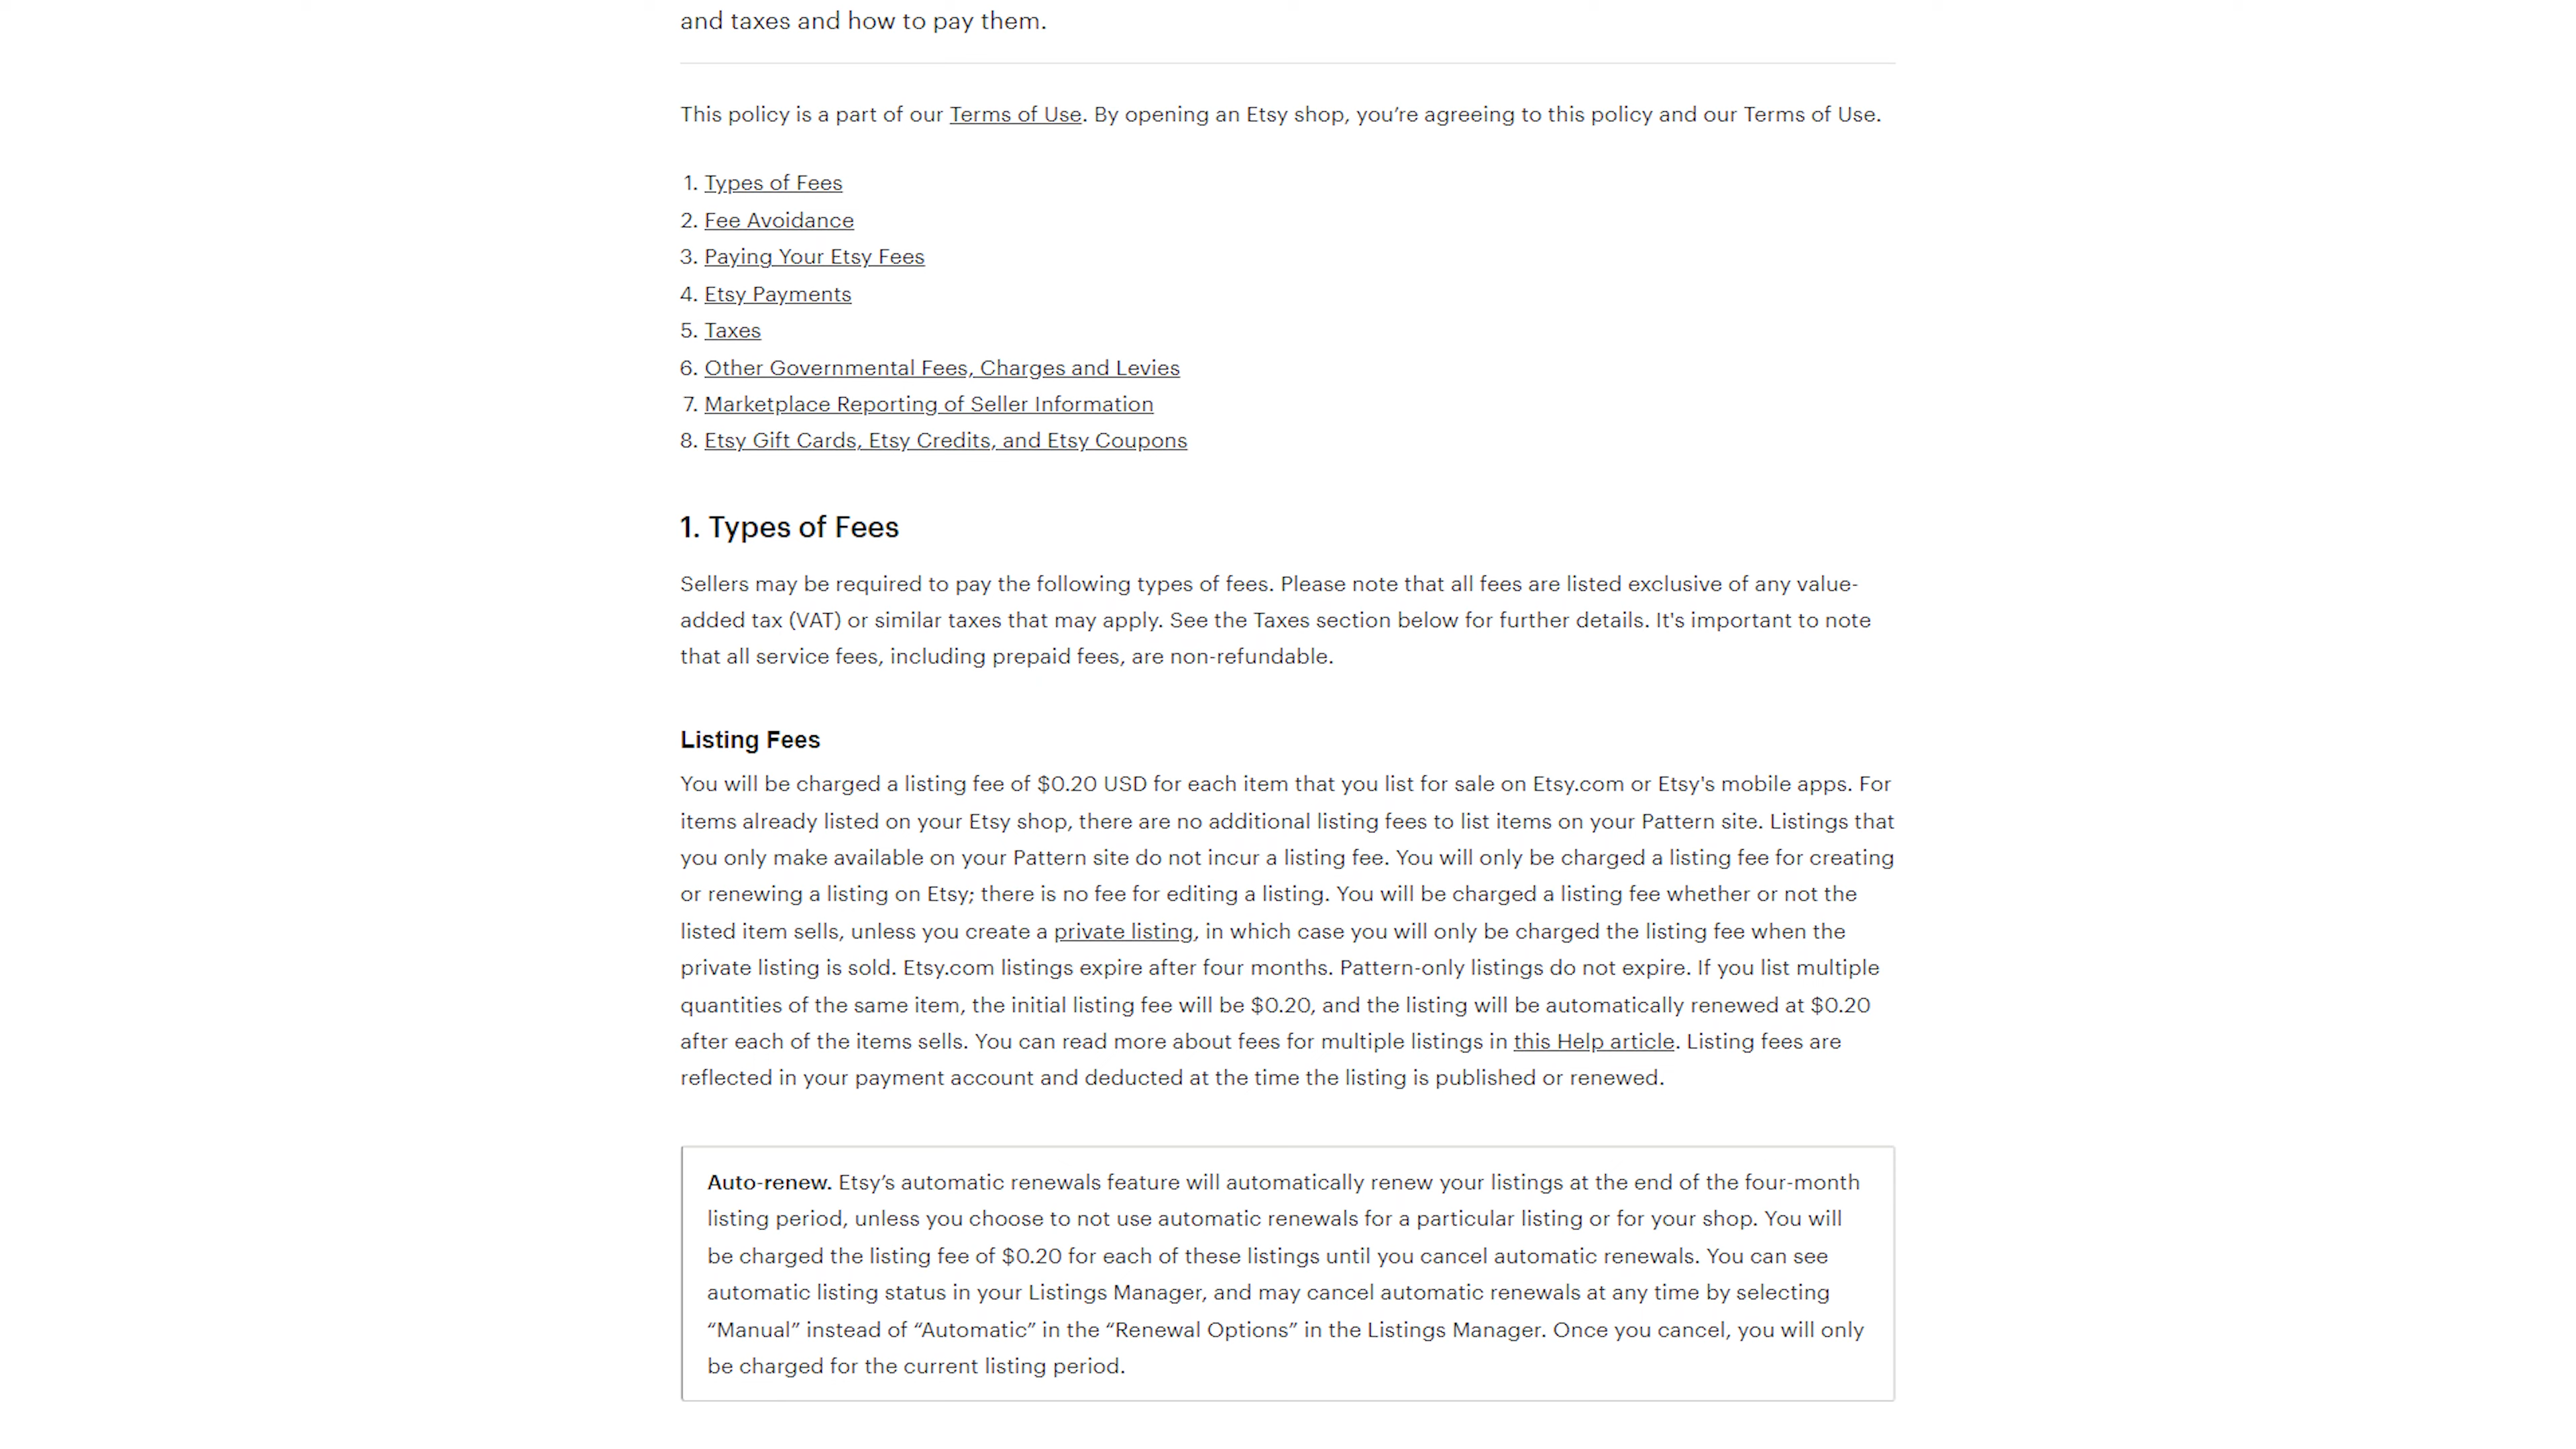 and taxes and how to pay them.
This policy is a part of our Terms of Use. By opening an Etsy shop, you’re agreeing to this policy and our Terms of Use.
1. Types of Fees
2. Fee Avoidance
3. Paying Your Etsy Fees
4. Etsy Payments
5. Taxes
6. Other Governmental Fees, Charges and Levies
7. Marketplace Reporting of Seller Information
8. Etsy Gift Cards, Etsy Credits, and Etsy Coupons
1. Types of Fees
Sellers may be required to pay the following types of fees. Please note that all fees are listed exclusive of any value-
added tax (VAT) or similar taxes that may apply. See the Taxes section below for further details. It's important to note
that all service fees, including prepaid fees, are non-refundable.
Listing Fees
You will be charged a listing fee of $0.20 USD for each item that you list for sale on Etsy.com or Etsy's mobile apps. For
items already listed on your Etsy shop, there are no additional listing fees to list items on your Pattern site. Listings that
you only make available on your Pattern site do not incur a listing fee. You will only be charged a listing fee for creating
or renewing a listing on Etsy; there is no fee for editing a listing. You will be charged a listing fee whether or not the
listed item sells, unless you create a private listing, in which case you will only be charged the listing fee when the
private listing is sold. Etsy.com listings expire after four months. Pattern-only listings do not expire. If you list multiple
quantities of the same item, the initial listing fee will be $0.20, and the listing will be automatically renewed at $0.20
after each of the items sells. You can read more about fees for multiple listings in this Help article. Listing fees are
reflected in your payment account and deducted at the time the listing is published or renewed.
Auto-renew. Etsy’s automatic renewals feature will automatically renew your listings at the end of the four-month
listing period, unless you choose to not use automatic renewals for a particular listing or for your shop. You will
be charged the listing fee of $0.20 for each of these listings until you cancel automatic renewals. You can see
automatic listing status in your Listings Manager, and may cancel automatic renewals at any time by selecting
“Manual” instead of “Automatic” in the “Renewal Options” in the Listings Manager. Once you cancel, you will only
be charged for the current listing period.